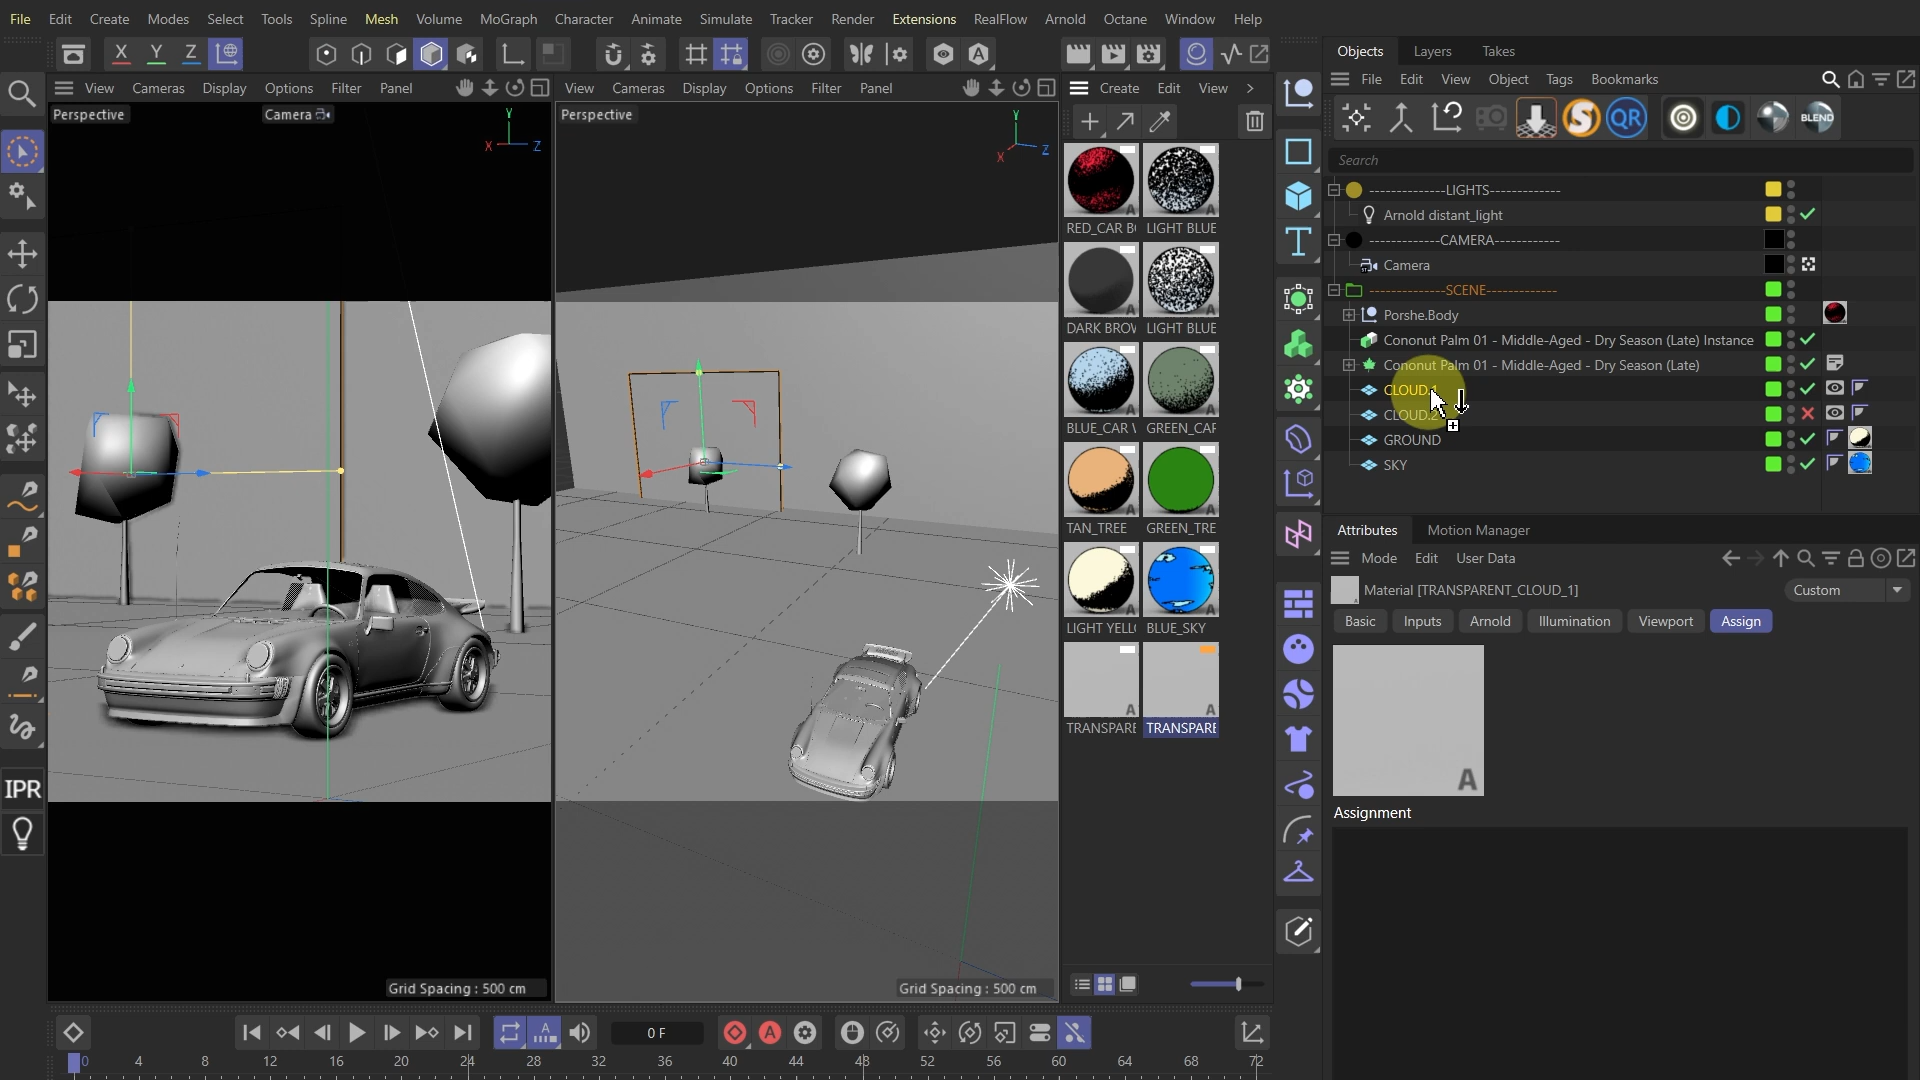 File Edit Create Modes Select Tools Spline Mesh Volume MoGraph Character Animate Simulate Tracker Render Extensions RealFlow Arnold Octane Window Help
X Y Z
View Cameras Display Options Filter Panel
View Cameras Display Options Filter Panel
Create Edit View
Perspective
Camera
Y
X Z
Perspective
Y
X Z
Grid Spacing : 500 cm
Grid Spacing : 500 cm
IPR
RED_CAR BO
LIGHT BLUE
DARK BROW
LIGHT BLUE
BLUE_CAR
GREEN_CAR
TAN_TREE
GREEN_TRE
LIGHT YELL
BLUE_SKY
TRANSPARE
TRANSPARE
Objects Layers Takes
File Edit View Object Tags Bookmarks
S QR BLEND
Search
--------------LIGHTS-------------
Arnold distant_light
-------------CAMERA------------
Camera
--------------SCENE-------------
Porshe.Body
Cononut Palm 01 - Middle-Aged - Dry Season (Late) Instance
Cononut Palm 01 - Middle-Aged - Dry Season (Late)
CLOUD.1
CLOUD.2
GROUND
SKY
Attributes Motion Manager
Mode Edit User Data
Material [TRANSPARENT_CLOUD_1]
Custom
Basic Inputs Arnold Illumination Viewport Assign
A
Assignment
0 F
0 4 8 12 16 20 24 28 32 36 40 44 48 52 56 60 64 68 72